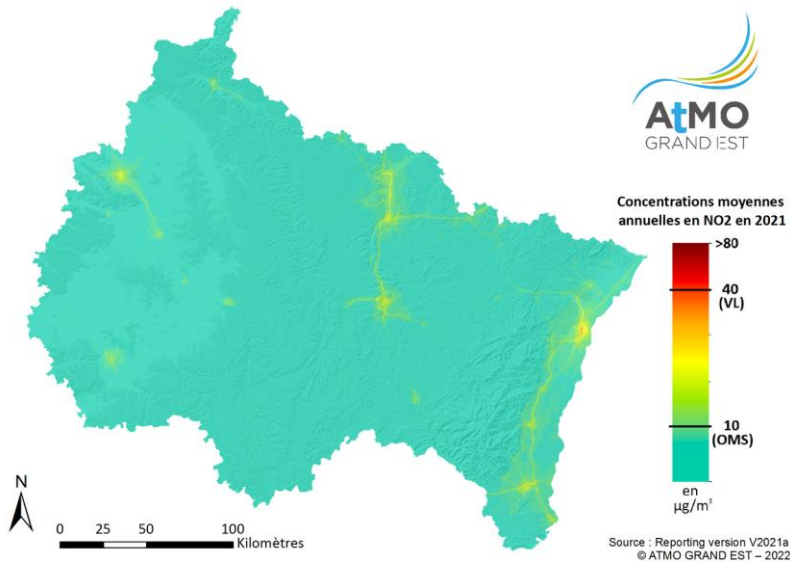 AtMO
GRAND EST
Concentrations moyennes
annuelles en NO2 en 2021
>80
40
(VL)
10
(OMS)
en
µg/m³
N
0 25 50 100
Kilomètres
Source : Reporting version V2021a
© ATMO GRAND EST – 2022